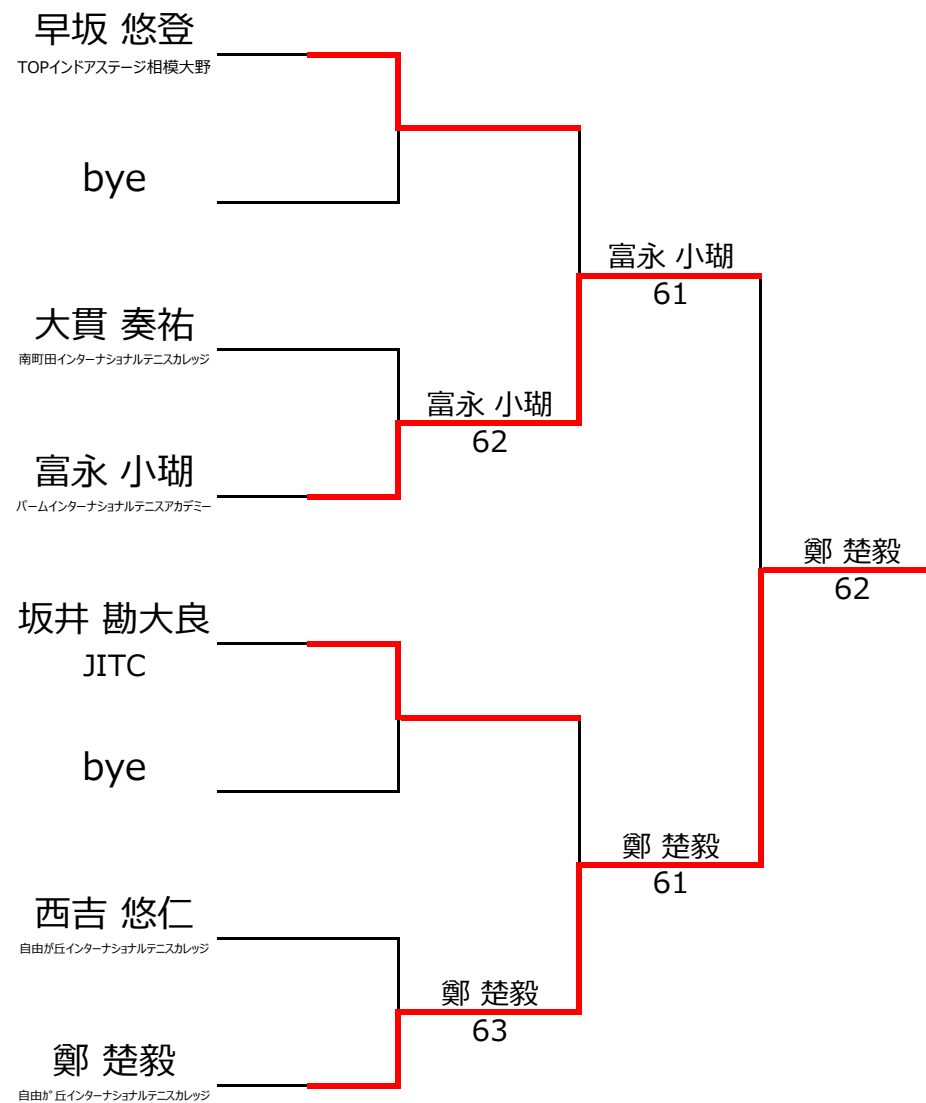 早坂 悠登
TOPインドアステージ相模大野
bye
富永 小瑚
61
大貫 奏祐
南町田インターナショナルテニスカレッジ
富永 小瑚
62
富永 小瑚
パームインターナショナルテニスアカデミー
鄭 楚毅
62
坂井 勘大良
JITC
bye
鄭 楚毅
61
西吉 悠仁
自由が丘インターナショナルテニスカレッジ
鄭 楚毅
63
鄭 楚毅
自由か゛丘インターナショナルテニスカレッジ